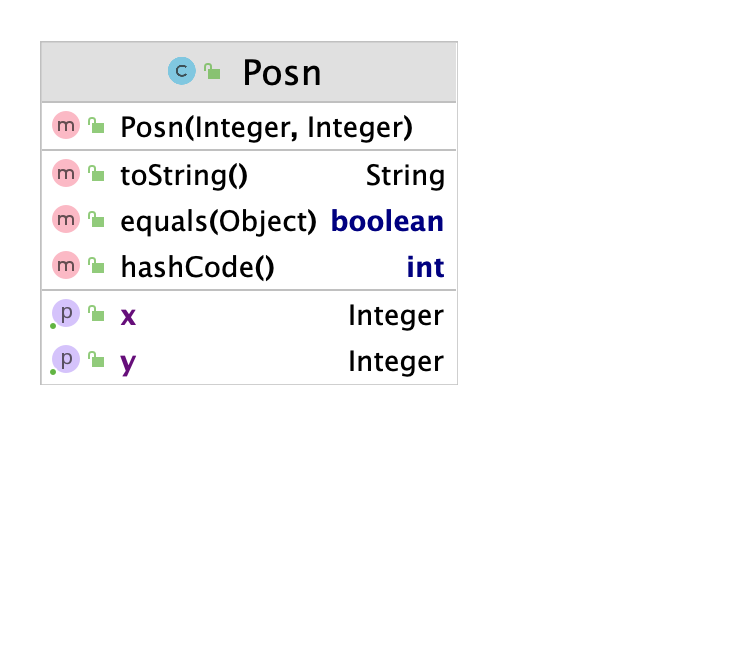 C Posn
m Posn(Integer, Integer)
m toString() String
m equals(Object) boolean
m hashCode() int
p x Integer
p y Integer